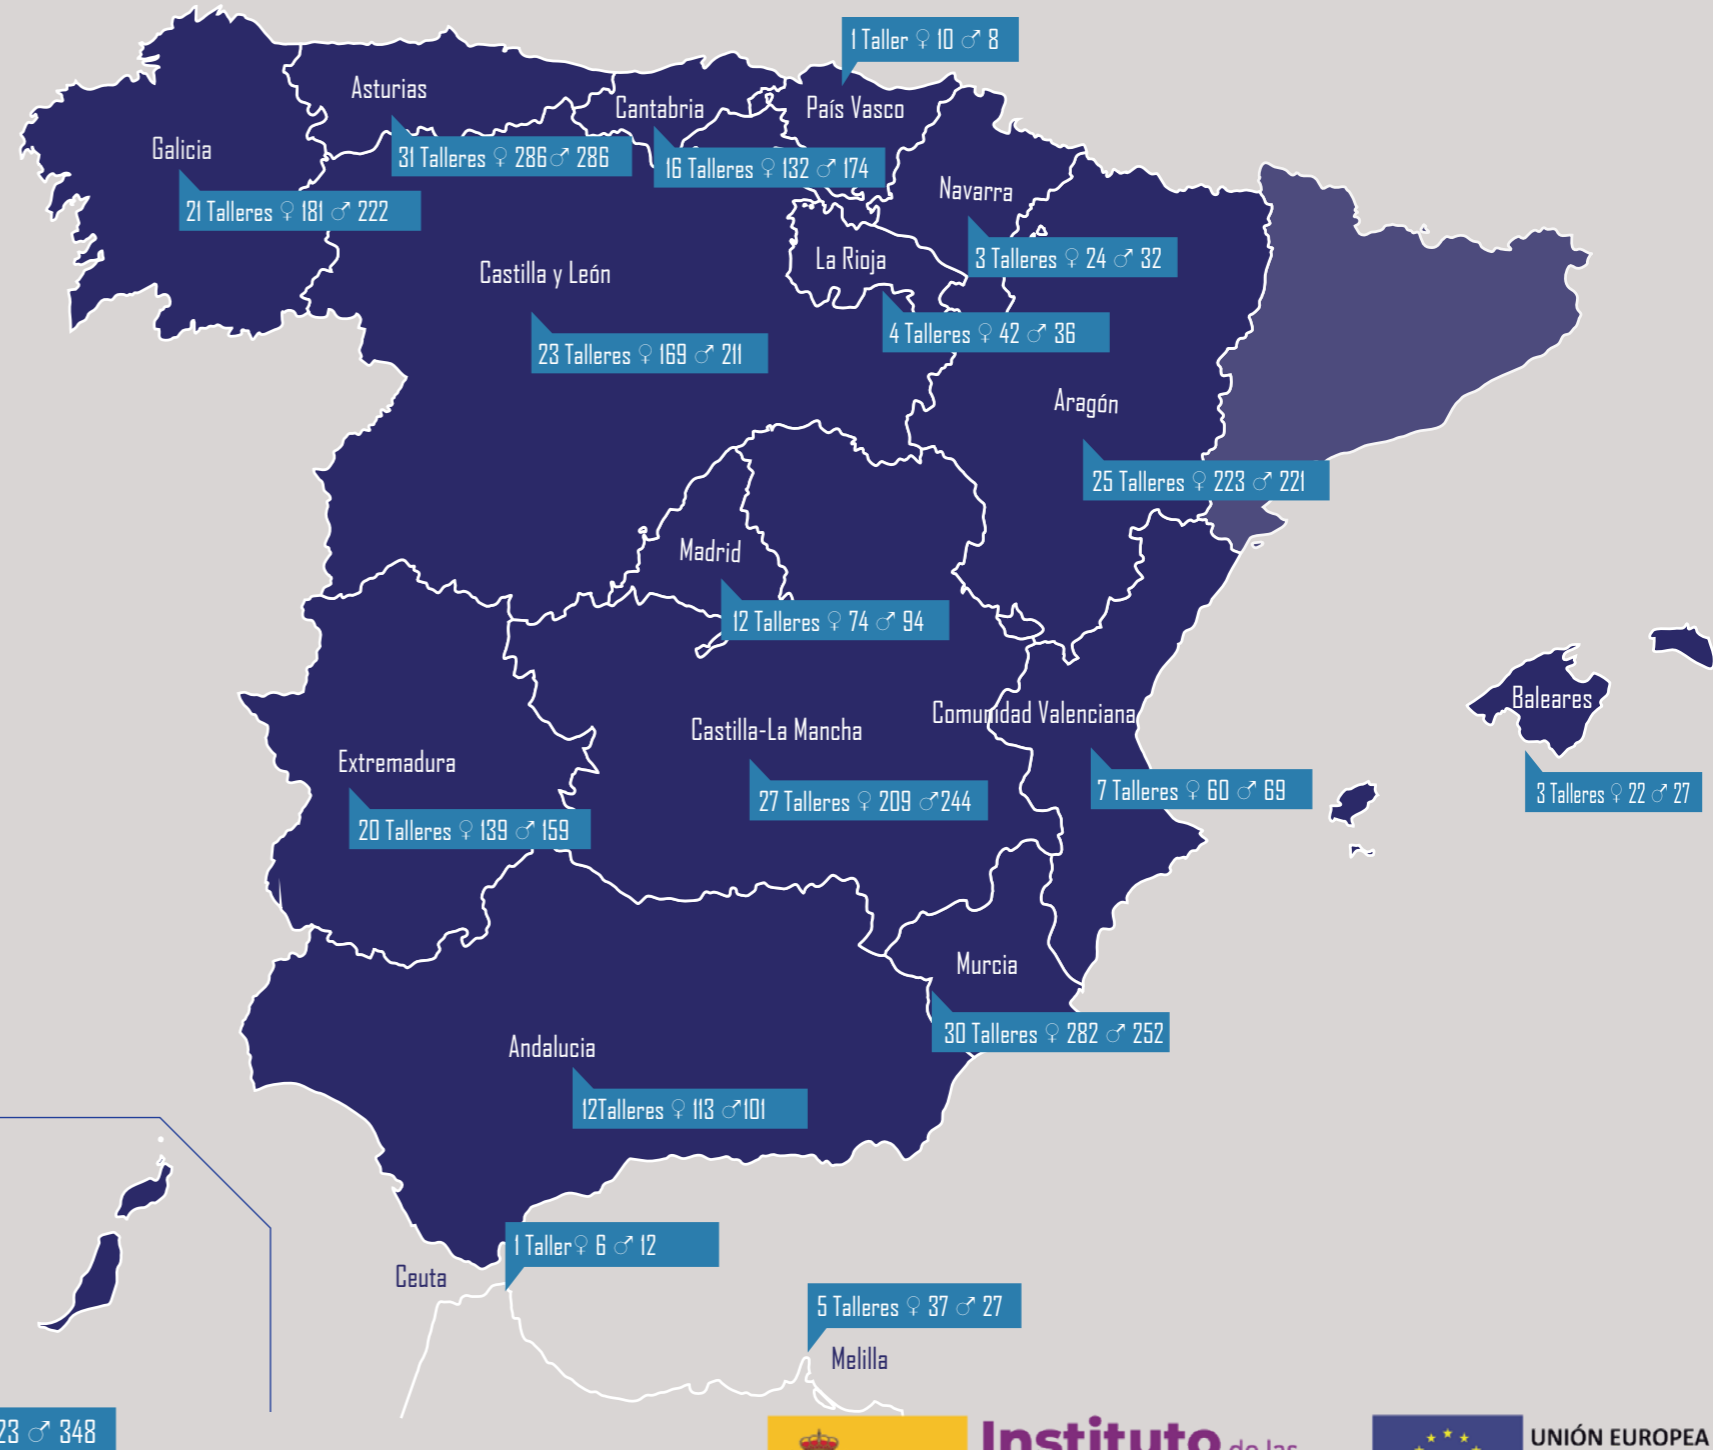 1 Taller ♀ 10 ♂ 8
Asturias
Cantabria
País Vasco
Galicia
31 Talleres ♀ 286 ♂ 286
16 Talleres ♀ 132 ♂ 174
Navarra
21 Talleres ♀ 181 ♂ 222
La Rioja
3 Talleres ♀ 24 ♂ 32
Castilla y León
4 Talleres ♀ 42 ♂ 36
23 Talleres ♀ 169 ♂ 211
Aragón
25 Talleres ♀ 223 ♂ 221
Madrid
12 Talleres ♀ 74 ♂ 94
Baleares
Comunidad Valenciana
Castilla-La Mancha
Extremadura
7 Talleres ♀ 60 ♂ 69
3 Talleres ♀ 22 ♂ 27
27 Talleres ♀ 209 ♂244
20 Talleres ♀ 139 ♂ 159
Murcia
30 Talleres ♀ 282 ♂ 252
Andalucia
12Talleres ♀ 113 ♂101
1 Taller♀ 6 ♂ 12
Ceuta
5 Talleres ♀ 37 ♂ 27
Melilla
23 ♂ 348
Instituto de las
UNIÓN EUROPEA